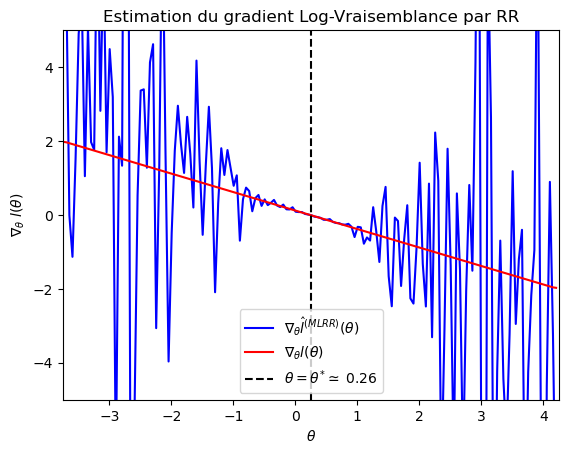 Estimation du gradient Log-Vraisemblance par RR
4
2
0
−2
−4
∇θ l(θ)
∇θ l̂^(MLRR)(θ)
∇θ l(θ)
θ = θ* ≃ 0.26
−3
−2
−1
0
1
2
3
4
θ